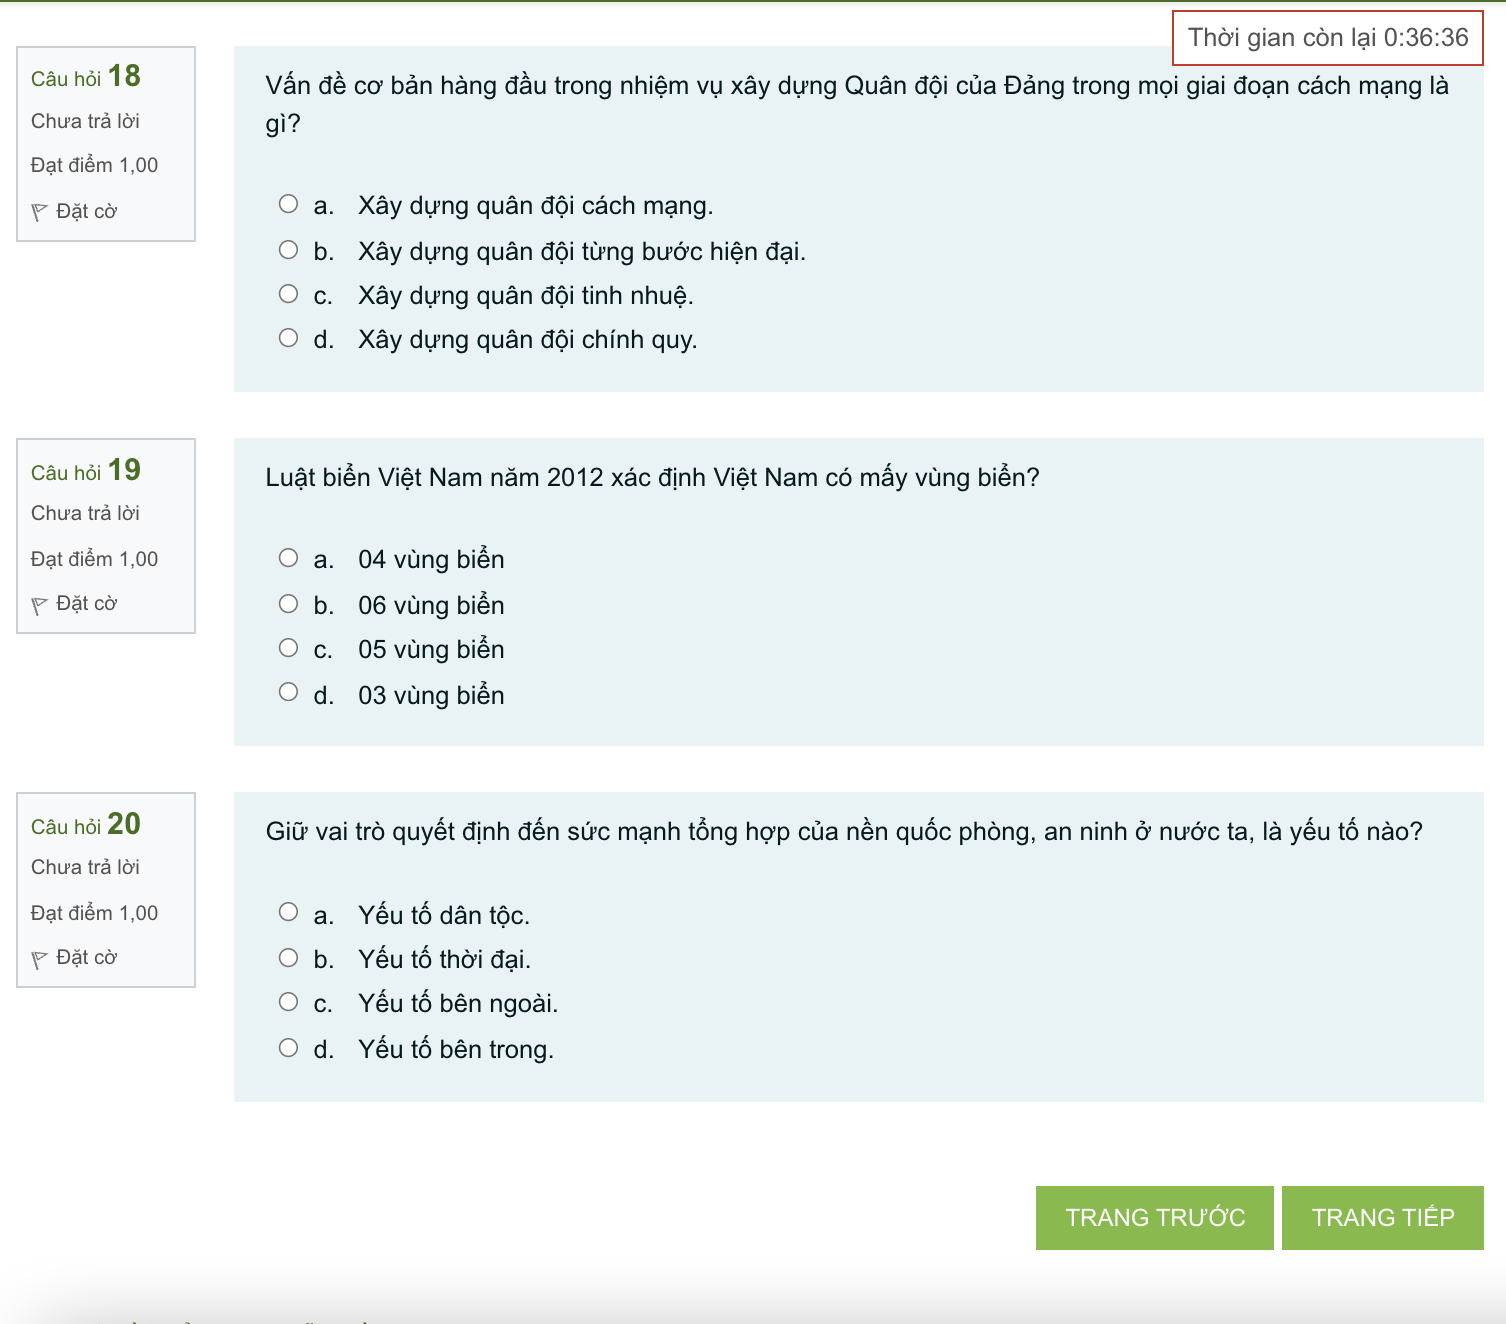 Thời gian còn lại 0:36:36
Câu hỏi 18
Chưa trả lời
Đạt điểm 1,00
Đặt cờ
Vấn đề cơ bản hàng đầu trong nhiệm vụ xây dựng Quân đội của Đảng trong mọi giai đoạn cách mạng là
gì?
a. Xây dựng quân đội cách mạng.
b. Xây dựng quân đội từng bước hiện đại.
c. Xây dựng quân đội tinh nhuệ.
d. Xây dựng quân đội chính quy.
Câu hỏi 19
Chưa trả lời
Đạt điểm 1,00
Đặt cờ
Luật biển Việt Nam năm 2012 xác định Việt Nam có mấy vùng biển?
a. 04 vùng biển
b. 06 vùng biển
c. 05 vùng biển
d. 03 vùng biển
Câu hỏi 20
Chưa trả lời
Đạt điểm 1,00
Đặt cờ
Giữ vai trò quyết định đến sức mạnh tổng hợp của nền quốc phòng, an ninh ở nước ta, là yếu tố nào?
a. Yếu tố dân tộc.
b. Yếu tố thời đại.
c. Yếu tố bên ngoài.
d. Yếu tố bên trong.
TRANG TRƯỚC TRANG TIẾP